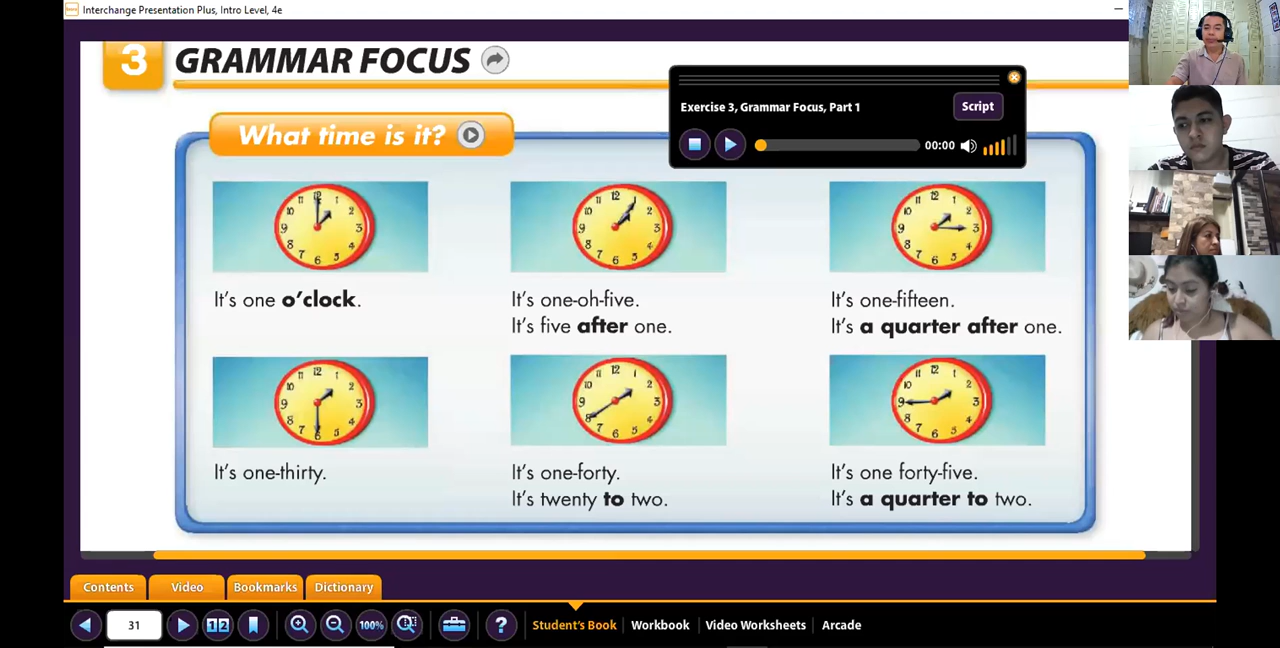 Interchange Presentation Plus, Intro Level, 4e
3 GRAMMAR FOCUS
Exercise 3, Grammar Focus, Part 1
Script
What time is it?
00:00
It's one o'clock.
It's one-oh-five.
It's five after one.
It's one-fifteen.
It's a quarter after one.
It's one-thirty.
It's one-forty.
It's twenty to two.
It's one forty-five.
It's a quarter to two.
Contents
Video
Bookmarks
Dictionary
31
12
100%
?
Student's Book
Workbook
Video Worksheets
Arcade